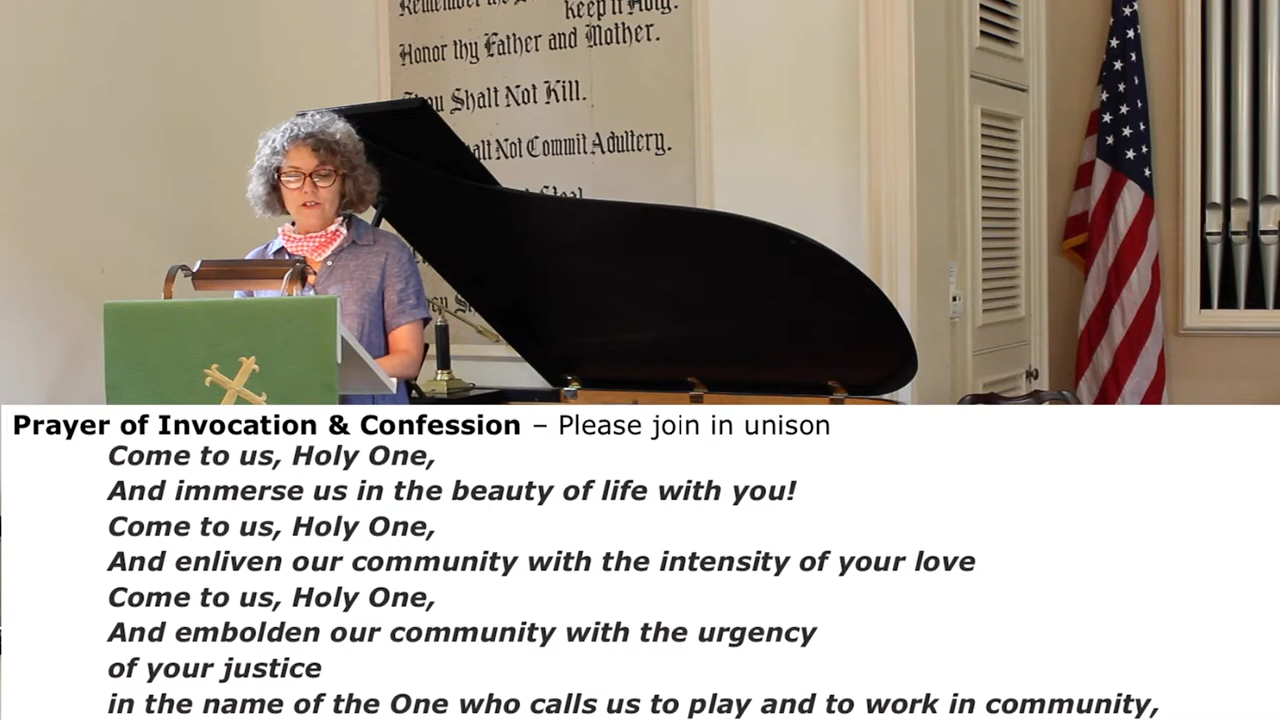 Remember the
keep it Holy.
Honor thy Father and Mother.
Thou Shalt Not Kill.
Shalt Not Commit Adultery.
Steal
Prayer of Invocation & Confession – Please join in unison
Come to us, Holy One,
And immerse us in the beauty of life with you!
Come to us, Holy One,
And enliven our community with the intensity of your love
Come to us, Holy One,
And embolden our community with the urgency
of your justice
in the name of the One who calls us to play and to work in community,